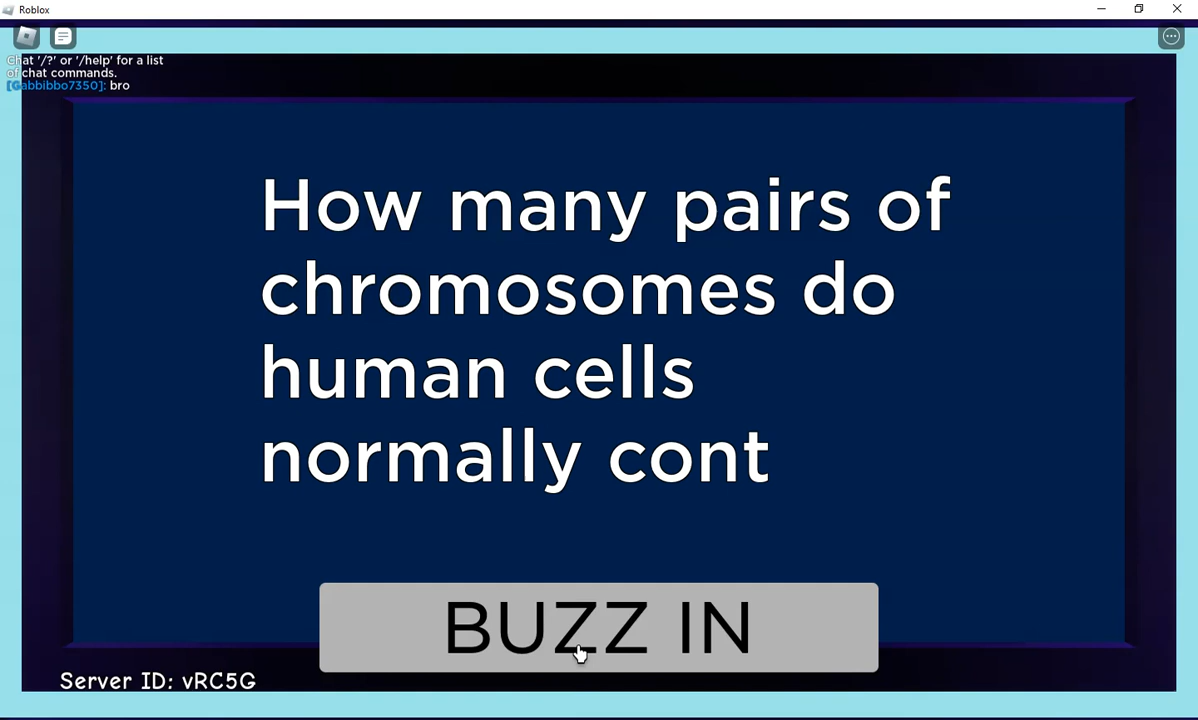 Roblox
Chat '/?' or '/help' for a list
of chat commands.
[Gabbibbo7350]: bro
How many pairs of
chromosomes do
human cells
normally cont
BUZZ IN
Server ID: vRC5G